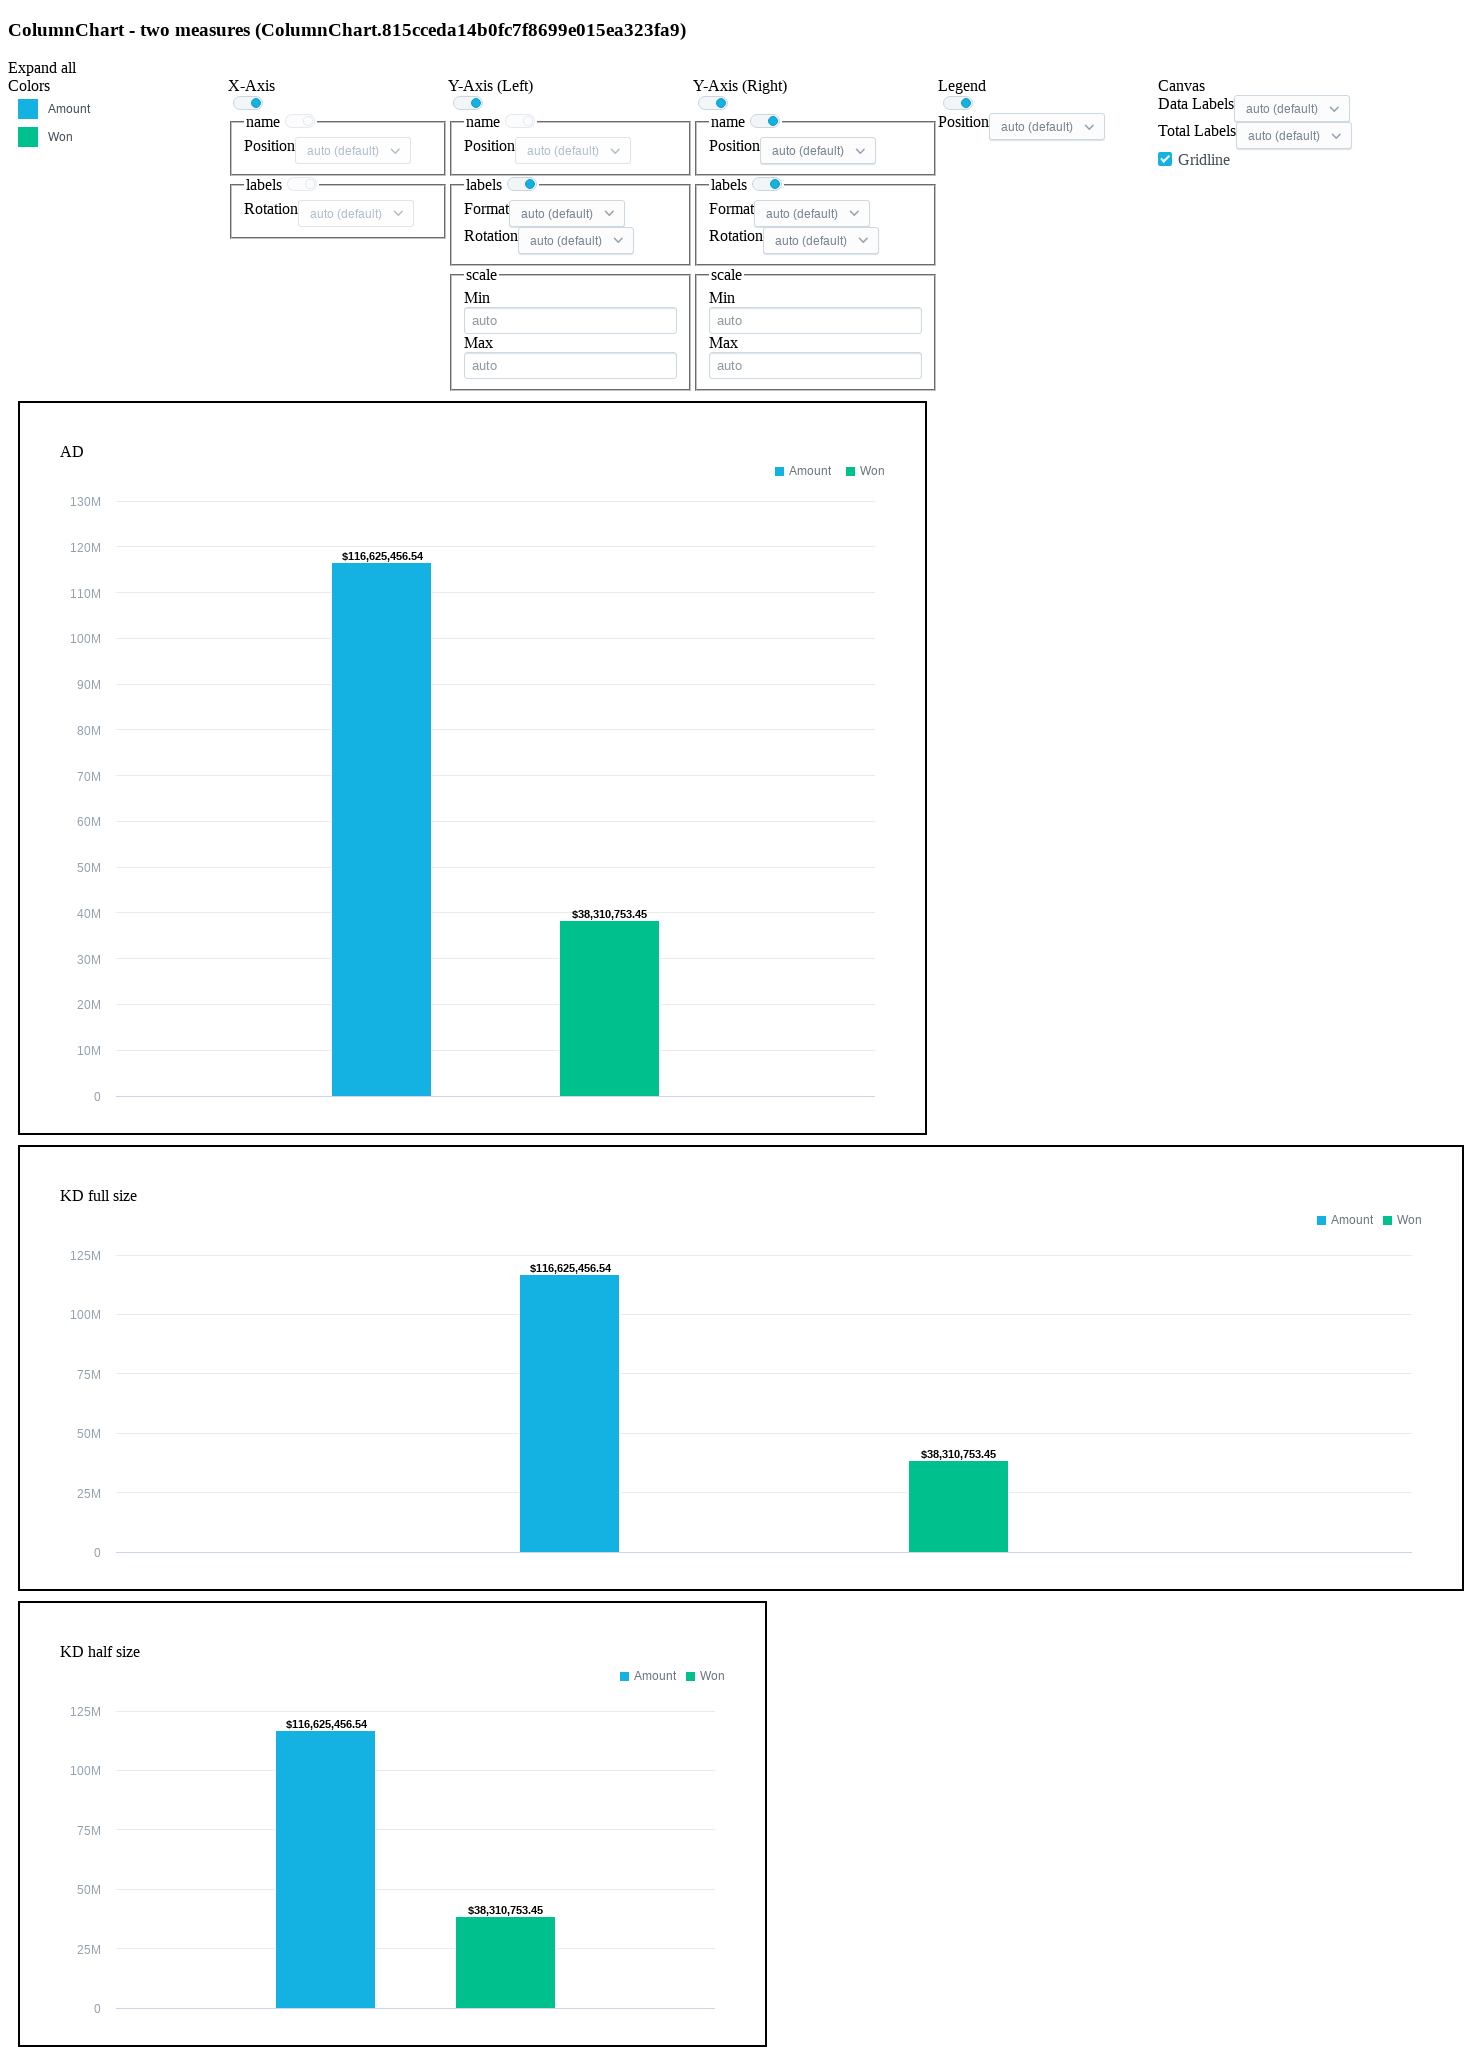 ColumnChart - two measures (ColumnChart.815cceda14b0fc7f8699e015ea323fa9)
Expand all
Colors
Amount
Won
X-Axis
name
Position auto (default)
labels
Rotation auto (default)
Y-Axis (Left)
name
Position auto (default)
labels
Format auto (default)
Rotation auto (default)
scale
Min
auto
Max
auto
Y-Axis (Right)
name
Position auto (default)
labels
Format auto (default)
Rotation auto (default)
scale
Min
auto
Max
auto
Legend
Position auto (default)
Canvas
Data Labels auto (default)
Total Labels auto (default)
Gridline
AD
Amount Won
130M
120M
$116,625,456.54
110M
100M
90M
80M
70M
60M
50M
40M
$38,310,753.45
30M
20M
10M
0
KD full size
Amount Won
125M
$116,625,456.54
100M
75M
50M
$38,310,753.45
25M
0
KD half size
Amount Won
125M
$116,625,456.54
100M
75M
50M
$38,310,753.45
25M
0